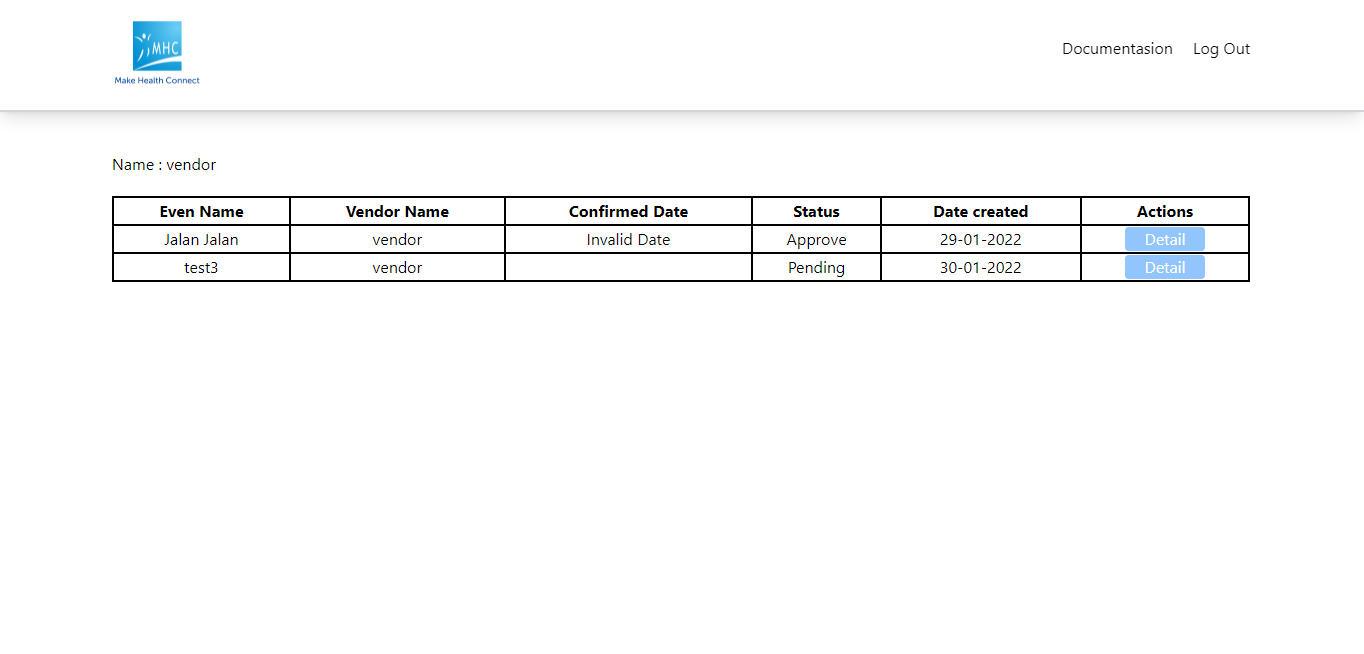 MHC
Make Health Connect
Documentasion Log Out
Name : vendor
Even Name Vendor Name Confirmed Date Status Date created Actions
Jalan Jalan vendor Invalid Date Approve 29-01-2022 Detail
test3 vendor Pending 30-01-2022 Detail